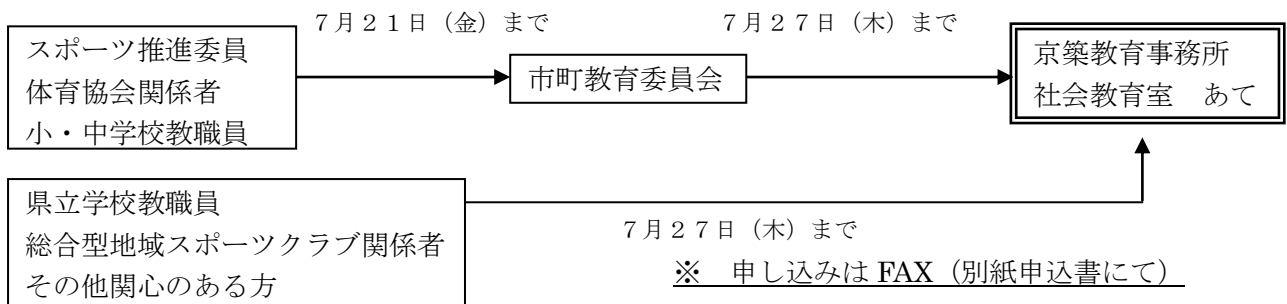 ７月２１日（金）まで
７月２７日（木）まで
スポーツ推進委員
体育協会関係者
小・中学校教職員
市町教育委員会
京築教育事務所
社会教育室　あて
県立学校教職員
総合型地域スポーツクラブ関係者
その他関心のある方
７月２７日（木）まで
※　申し込みは FAX（別紙申込書にて）